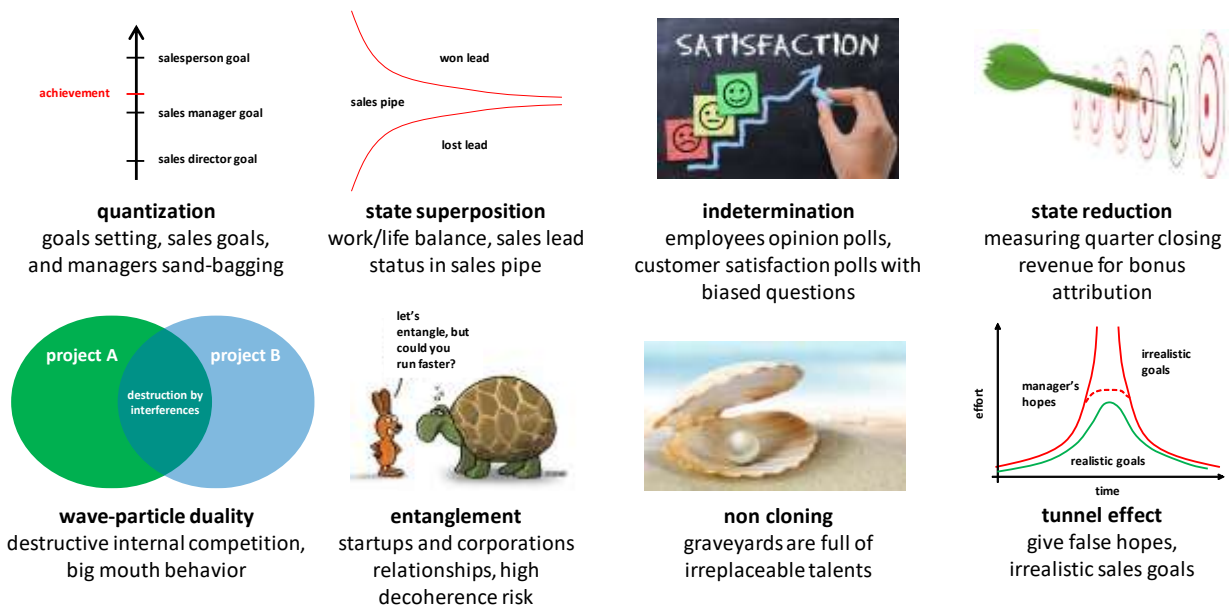 salesperson goal
achievement
sales manager goal
sales director goal
quantization
goals setting, sales goals,
and managers sand-bagging
won lead
sales pipe
lost lead
state superposition
work/life balance, sales lead
status in sales pipe
SATISFACTION
indetermination
employees opinion polls,
customer satisfaction polls with
biased questions
state reduction
measuring quarter closing
revenue for bonus
attribution
project A
project B
destruction by
interferences
wave-particle duality
destructive internal competition,
big mouth behavior
let's
entangle, but
could you
run faster?
entanglement
startups and corporations
relationships, high
decoherence risk
non cloning
graveyards are full of
irreplaceable talents
effort
irrealistic
goals
manager's
hopes
realistic goals
time
tunnel effect
give false hopes,
irrealistic sales goals